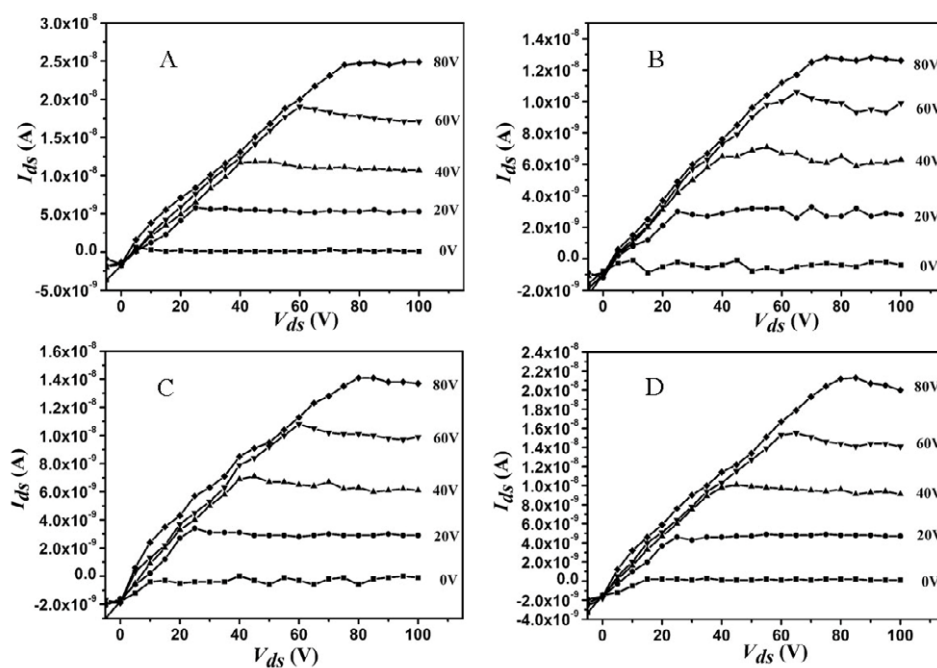 A
3.0x10⁻⁸
2.5x10⁻⁸
2.0x10⁻⁸
1.5x10⁻⁸
1.0x10⁻⁸
5.0x10⁻⁹
0.0
-5.0x10⁻⁹
I_ds (A)
80V
60V
40V
20V
0V
0 20 40 60 80 100
V_ds (V)
B
1.4x10⁻⁸
1.2x10⁻⁸
1.0x10⁻⁸
8.0x10⁻⁹
6.0x10⁻⁹
4.0x10⁻⁹
2.0x10⁻⁹
0.0
-2.0x10⁻⁹
I_ds (A)
80V
60V
40V
20V
0V
0 20 40 60 80 100
V_ds (V)
C
1.6x10⁻⁸
1.4x10⁻⁸
1.2x10⁻⁸
1.0x10⁻⁸
8.0x10⁻⁹
6.0x10⁻⁹
4.0x10⁻⁹
2.0x10⁻⁹
0.0
-2.0x10⁻⁹
I_ds (A)
80V
60V
40V
20V
0V
0 20 40 60 80 100
V_ds (V)
D
2.4x10⁻⁸
2.2x10⁻⁸
2.0x10⁻⁸
1.8x10⁻⁸
1.6x10⁻⁸
1.4x10⁻⁸
1.2x10⁻⁸
1.0x10⁻⁸
8.0x10⁻⁹
6.0x10⁻⁹
4.0x10⁻⁹
2.0x10⁻⁹
0.0
-2.0x10⁻⁹
-4.0x10⁻⁹
I_ds (A)
80V
60V
40V
20V
0V
0 20 40 60 80 100
V_ds (V)